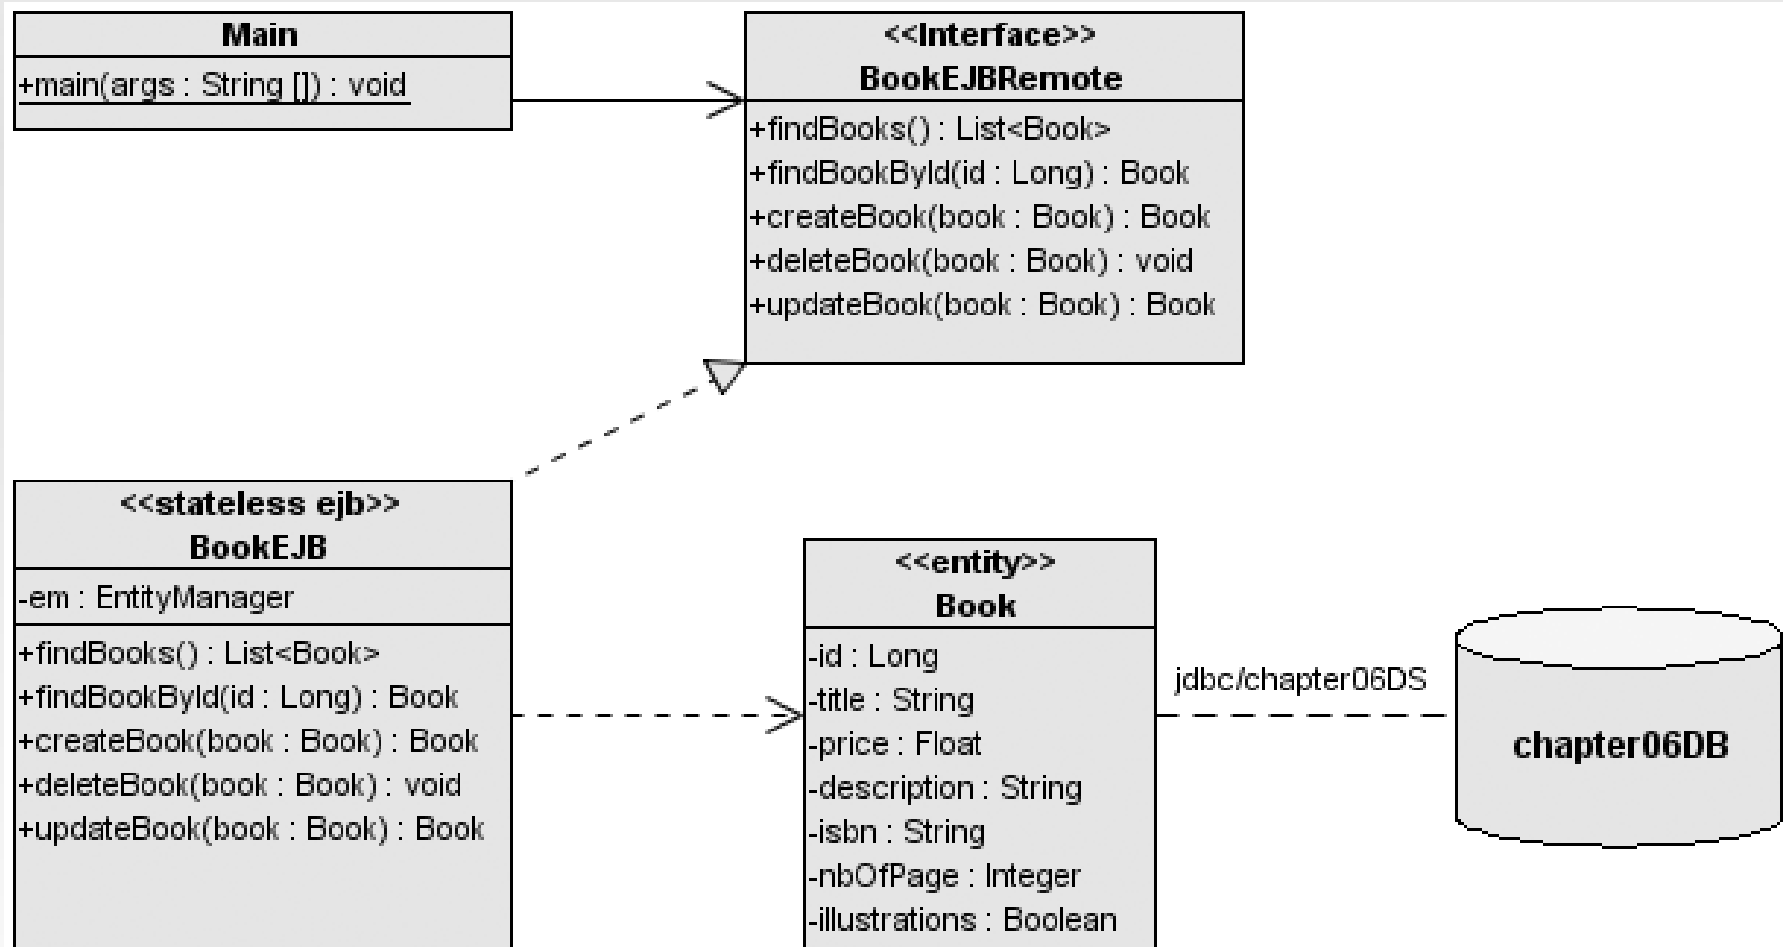 Main
+main(args : String []) : void
<<Interface>>
BookEJBRemote
+findBooks() : List<Book>
+findBookById(id : Long) : Book
+createBook(book : Book) : Book
+deleteBook(book : Book) : void
+updateBook(book : Book) : Book
<<stateless ejb>>
BookEJB
-em : EntityManager
+findBooks() : List<Book>
+findBookById(id : Long) : Book
+createBook(book : Book) : Book
+deleteBook(book : Book) : void
+updateBook(book : Book) : Book
<<entity>>
Book
-id : Long
-title : String
-price : Float
-description : String
-isbn : String
-nbOfPage : Integer
-illustrations : Boolean
jdbc/chapter06DS
chapter06DB